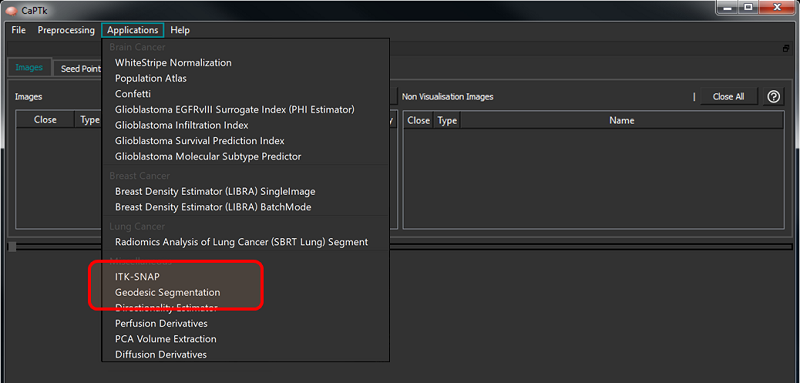 CaPTk
File Preprocessing Applications Help
Brain Cancer
WhiteStripe Normalization
Population Atlas
Confetti
Glioblastoma EGFRvIII Surrogate Index (PHI Estimator)
Glioblastoma Infiltration Index
Glioblastoma Survival Prediction Index
Glioblastoma Molecular Subtype Predictor
Breast Cancer
Breast Density Estimator (LIBRA) SingleImage
Breast Density Estimator (LIBRA) BatchMode
Lung Cancer
Radiomics Analysis of Lung Cancer (SBRT Lung) Segment
Miscellaneous
ITK-SNAP
Geodesic Segmentation
Directionality Estimator
Perfusion Derivatives
PCA Volume Extraction
Diffusion Derivatives
Images Seed Point
Images
Close Type
Non Visualisation Images | Close All ?
Close Type Name